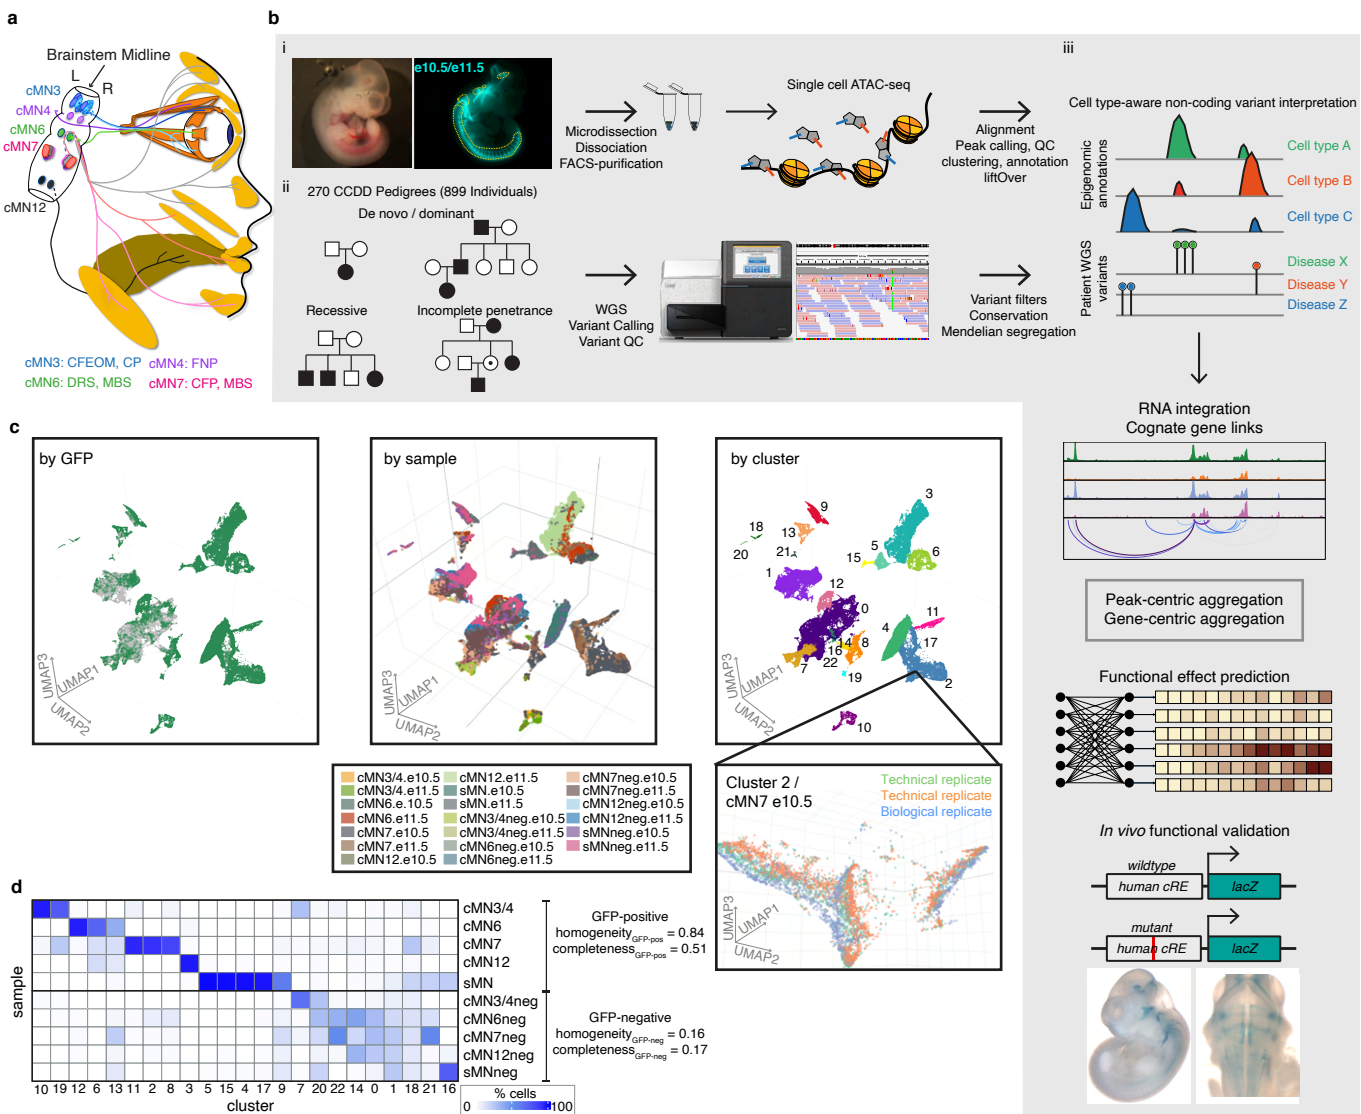 a
Brainstem Midline
L
R
cMN3
cMN4
cMN6
cMN7
cMN12
cMN3: CFEOM, CP
cMN4: FNP
cMN6: DRS, MBS
cMN7: CFP, MBS
b
i
e10.5/e11.5
Microdissection
Dissociation
FACS-purification
Single cell ATAC-seq
Alignment
Peak calling, QC
clustering, annotation
liftOver
ii
270 CCDD Pedigrees (899 Individuals)
De novo / dominant
Recessive
Incomplete penetrance
WGS
Variant Calling
Variant QC
Variant filters
Conservation
Mendelian segregation
iii
Cell type-aware non-coding variant interpretation
Epigenomic
annotations
Cell type A
Cell type B
Cell type C
Patient WGS
variants
Disease X
Disease Y
Disease Z
RNA integration
Cognate gene links
Peak-centric aggregation
Gene-centric aggregation
Functional effect prediction
In vivo functional validation
wildtype
human cRE
lacZ
mutant
human cRE
lacZ
c
by GFP
UMAP3
UMAP1
UMAP2
by sample
UMAP3
UMAP1
UMAP2
by cluster
9
3
18
13
20
21
5
15
6
1
12
0
11
4
14
8
17
16
7
22
19
2
10
UMAP3
UMAP1
UMAP2
cMN3/4.e10.5
cMN3/4.e11.5
cMN6.e.10.5
cMN6.e11.5
cMN7.e10.5
cMN7.e11.5
cMN12.e10.5
cMN12.e11.5
sMN.e10.5
sMN.e11.5
cMN3/4neg.e10.5
cMN3/4neg.e11.5
cMN6neg.e10.5
cMN6neg.e11.5
cMN7neg.e10.5
cMN7neg.e11.5
cMN12neg.e10.5
cMN12neg.e11.5
sMNneg.e10.5
sMNneg.e11.5
Cluster 2 /
cMN7 e10.5
Technical replicate
Technical replicate
Biological replicate
UMAP3
UMAP1
UMAP2
d
sample
cMN3/4
cMN6
cMN7
cMN12
sMN
cMN3/4neg
cMN6neg
cMN7neg
cMN12neg
sMNneg
GFP-positive
homogeneity GFP-pos = 0.84
completeness GFP-pos = 0.51
GFP-negative
homogeneity GFP-neg = 0.16
completeness GFP-neg = 0.17
10 19 12 6 13 11 2 8 3 5 15 4 17 9 7 20 22 14 0 1 18 21 16
cluster
% cells
0
100